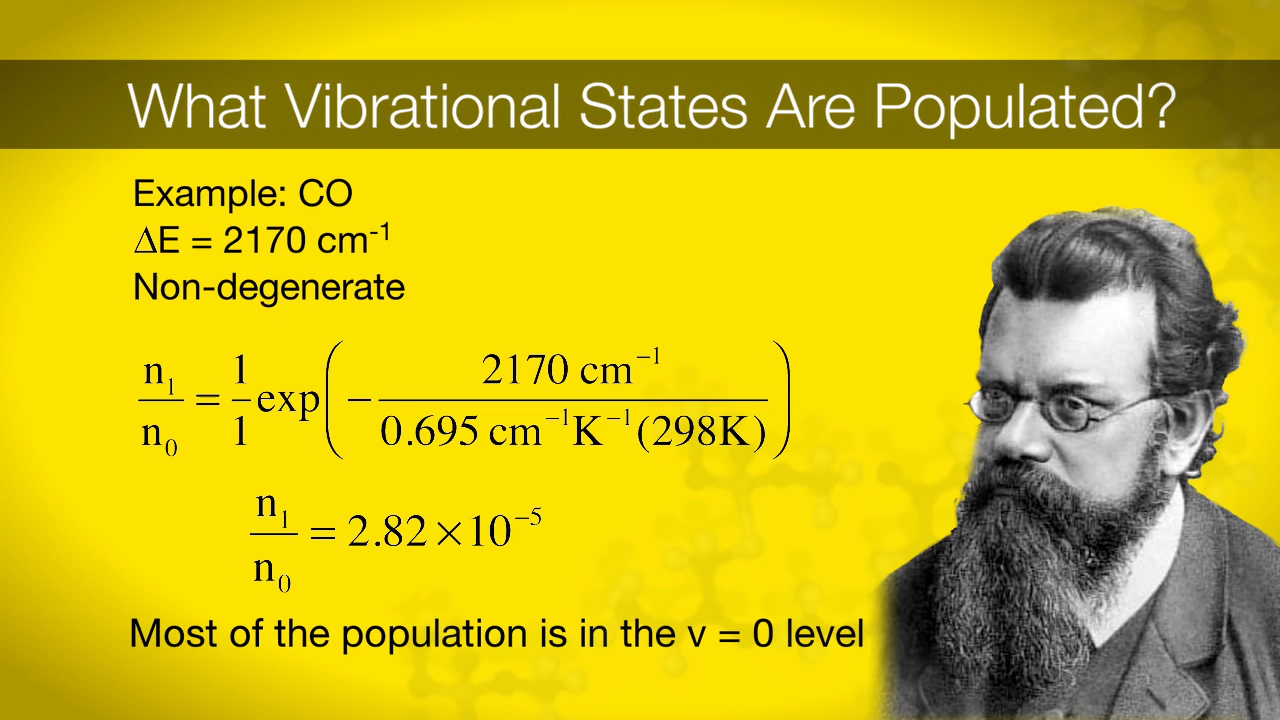 What Vibrational States Are Populated?
Example: CO
ΔE = 2170 cm⁻¹
Non-degenerate
n₁/n₀ = 1/1 exp(− 2170 cm⁻¹ / 0.695 cm⁻¹K⁻¹(298K))
n₁/n₀ = 2.82×10⁻⁵
Most of the population is in the v = 0 level